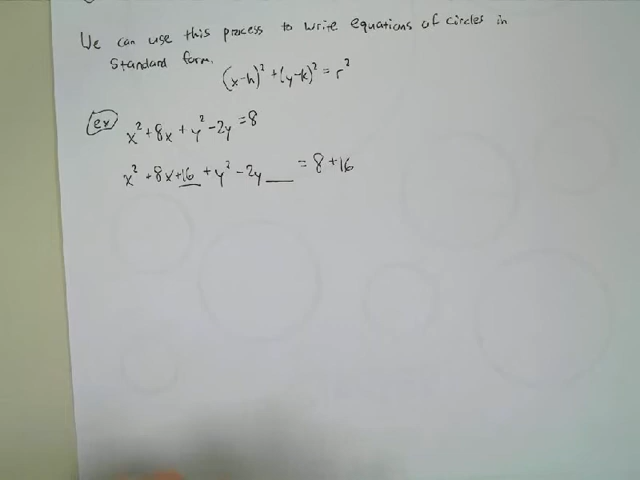 We can use this process to write equations of circles in
standard form.
(x-h)² + (y-k)² = r²
ex x² + 8x + y² - 2y = 8
x² + 8x + 16 + y² - 2y ___ = 8 + 16